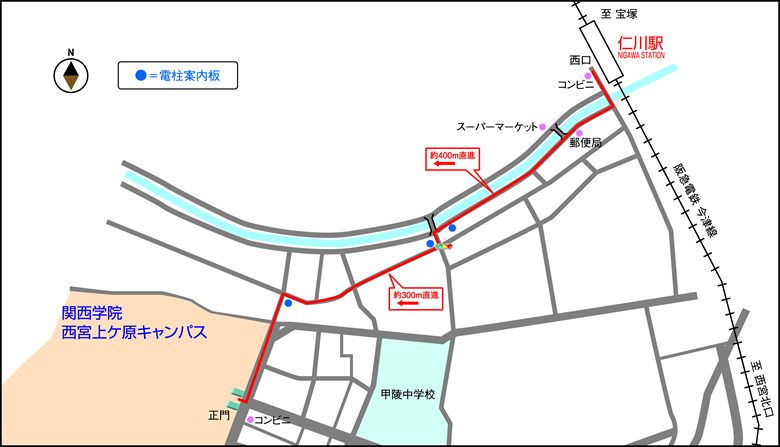 至 宝塚
仁川駅
NIGAWA STATION
西口
コンビニ
N
●=電柱案内板
スーパーマーケット
郵便局
約400m直進
阪急電鉄 今津線
約300m直進
関西学院
西宮上ケ原キャンパス
至 西宮北口
甲陵中学校
正門
コンビニ